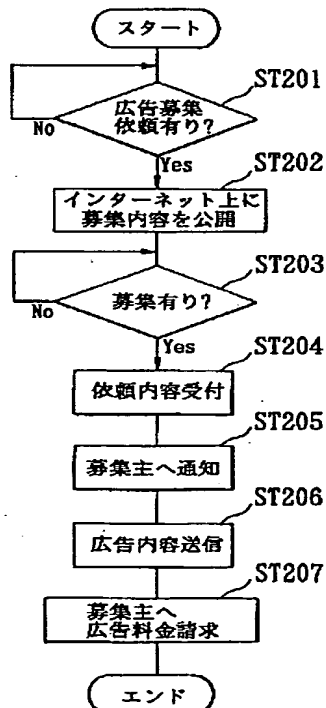 スタート
ST201
広告募集
依頼有り?
No
Yes
ST202
インターネット上に
募集内容を公開
ST203
募集有り?
No
Yes
ST204
依頼内容受付
ST205
募集主へ通知
ST206
広告内容送信
ST207
募集主へ
広告料金請求
エンド